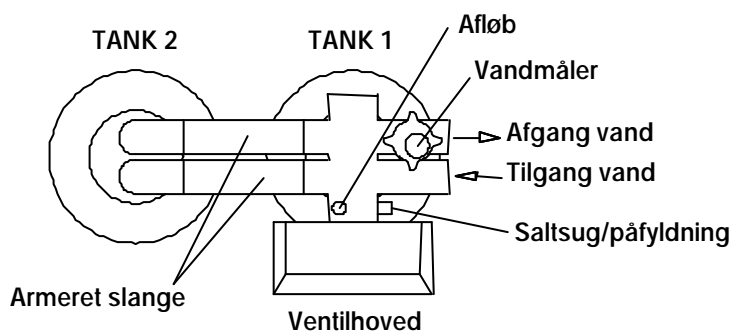 Afløb
TANK 2
TANK 1
Vandmåler
Afgang vand
Tilgang vand
Saltsug/påfyldning
Armeret slange
Ventilhoved